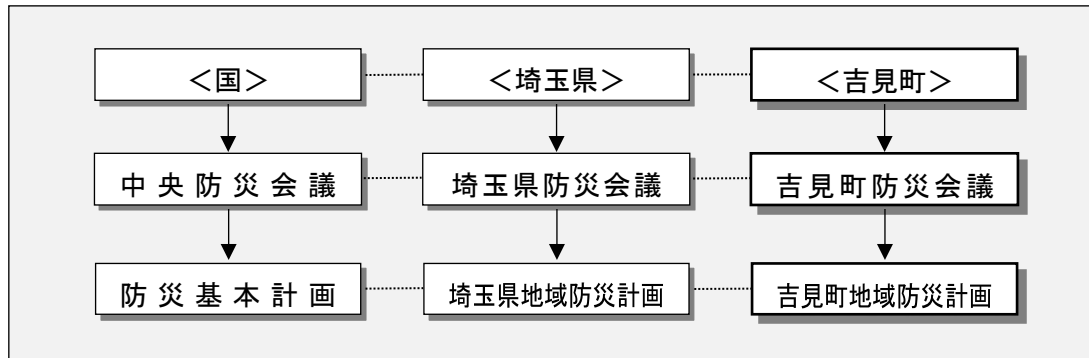 ＜国＞
＜埼玉県＞
＜吉見町＞
中央防災会議
埼玉県防災会議
吉見町防災会議
防災基本計画
埼玉県地域防災計画
吉見町地域防災計画